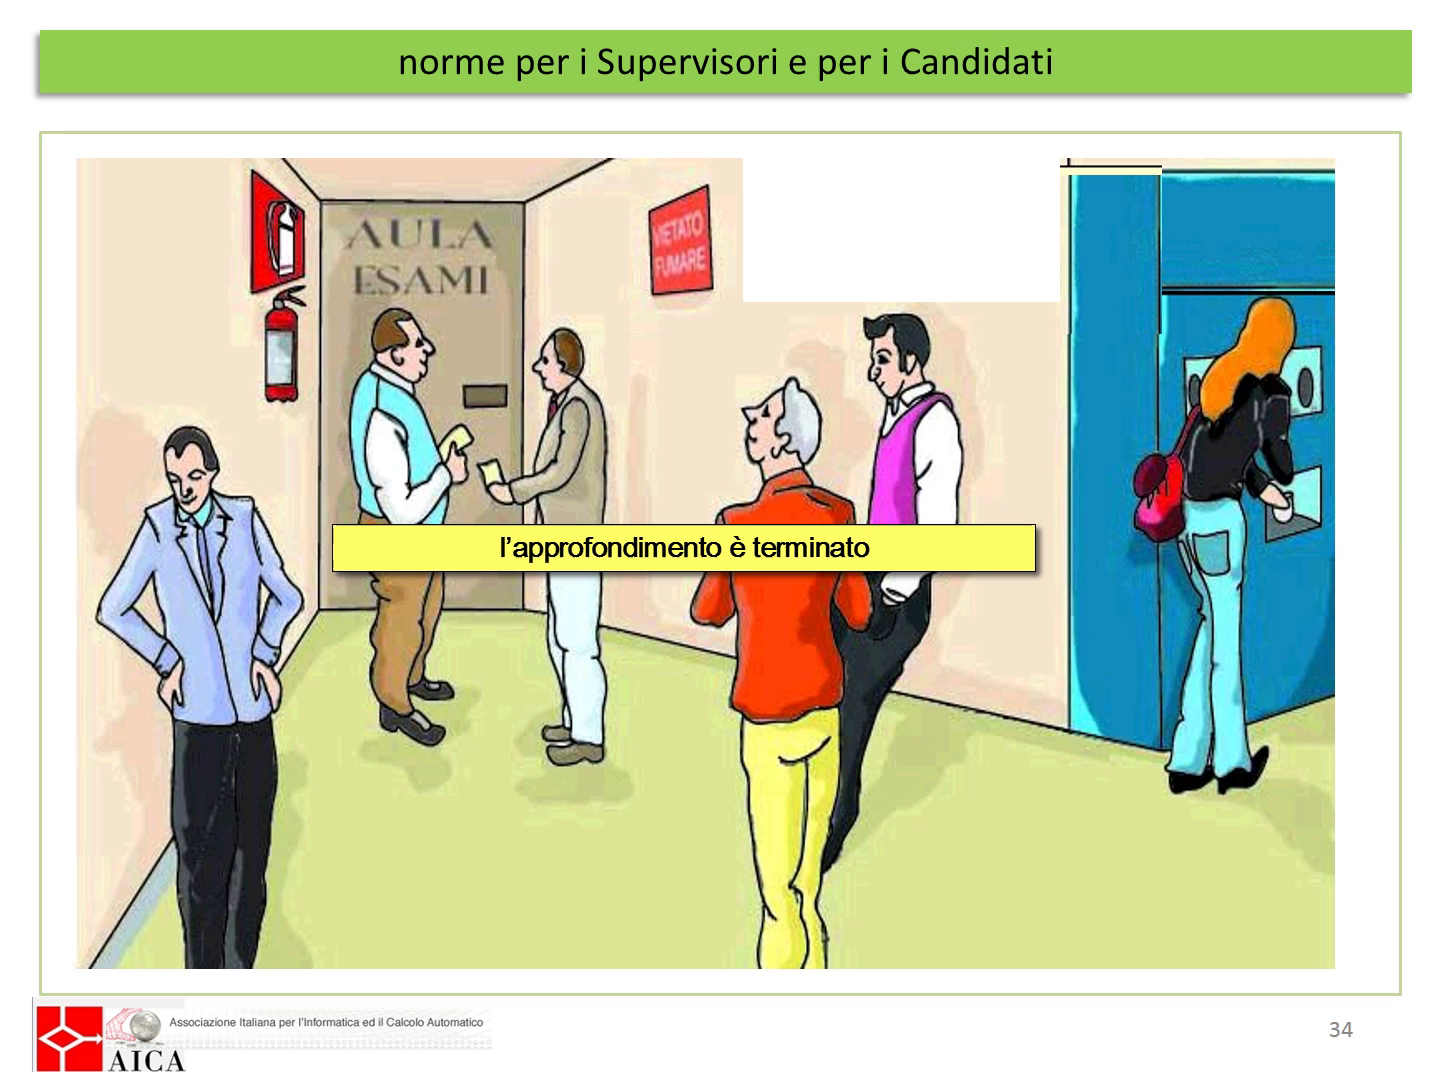 norme per i Supervisori e per i Candidati
AULA
ESAMI
VIETATO
FUMARE
l’approfondimento è terminato
Associazione Italiana per l'Informatica ed il Calcolo Automatico
AICA
34